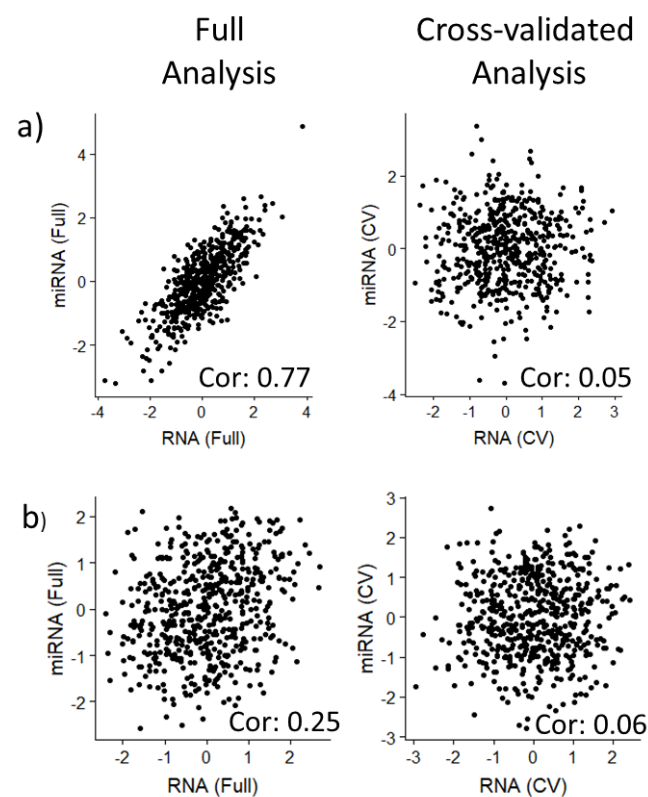 Full
Analysis
Cross-validated
Analysis
a)
4
2
0
-2
miRNA (Full)
Cor: 0.77
-4 -2 0 2 4
RNA (Full)
2
0
-2
-4
miRNA (CV)
Cor: 0.05
-2 -1 0 1 2 3
RNA (CV)
b)
2
1
0
-1
-2
miRNA (Full)
Cor: 0.25
-2 -1 0 1 2
RNA (Full)
3
2
1
0
-1
-2
-3
miRNA (CV)
Cor: 0.06
-3 -2 -1 0 1 2
RNA (CV)